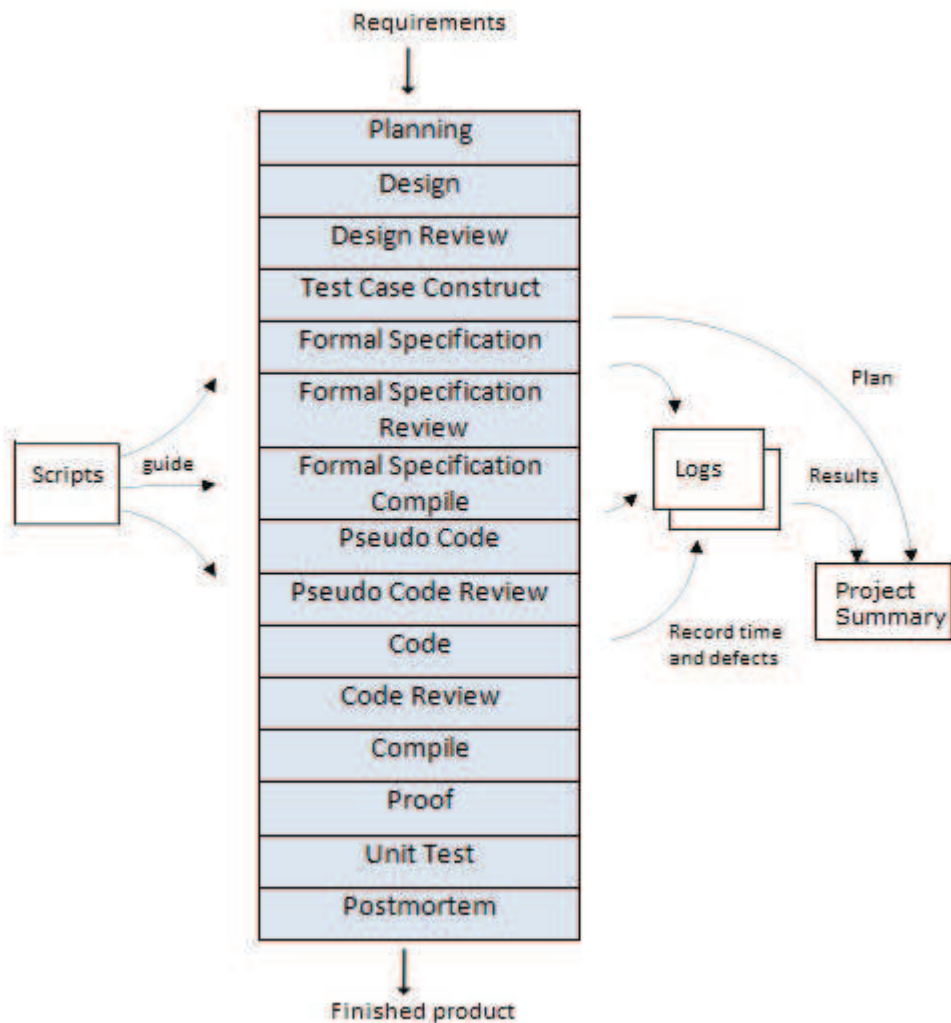 Requirements
Planning
Design
Design Review
Test Case Construct
Formal Specification
Formal Specification
Review
Formal Specification
Compile
Pseudo Code
Pseudo Code Review
Code
Code Review
Compile
Proof
Unit Test
Postmortem
Finished product
Scripts
guide
Logs
Plan
Results
Record time
and defects
Project
Summary